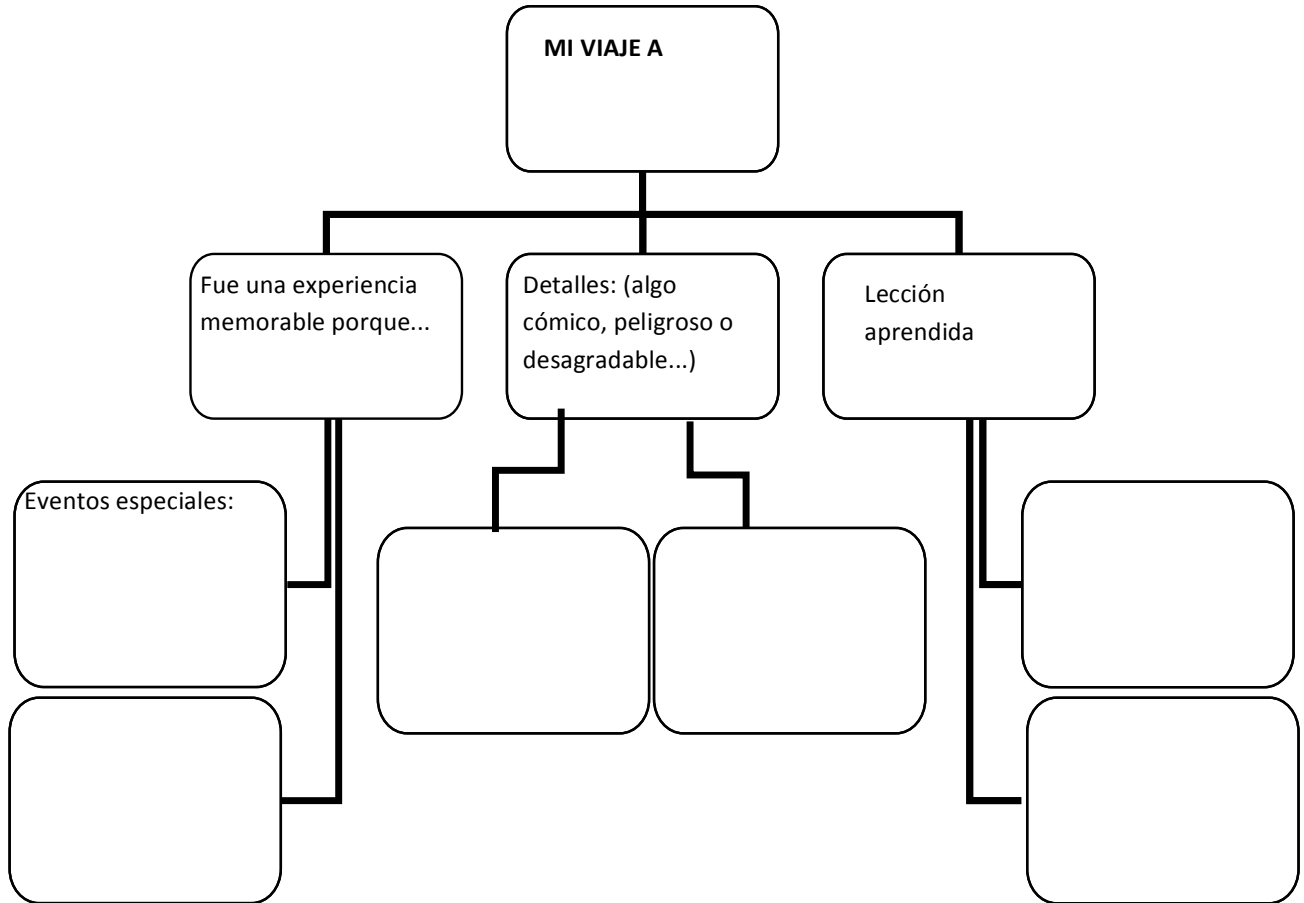 MI VIAJE A
Fue una experiencia
memorable porque...
Detalles: (algo
cómico, peligroso o
desagradable...)
Lección
aprendida
Eventos especiales: